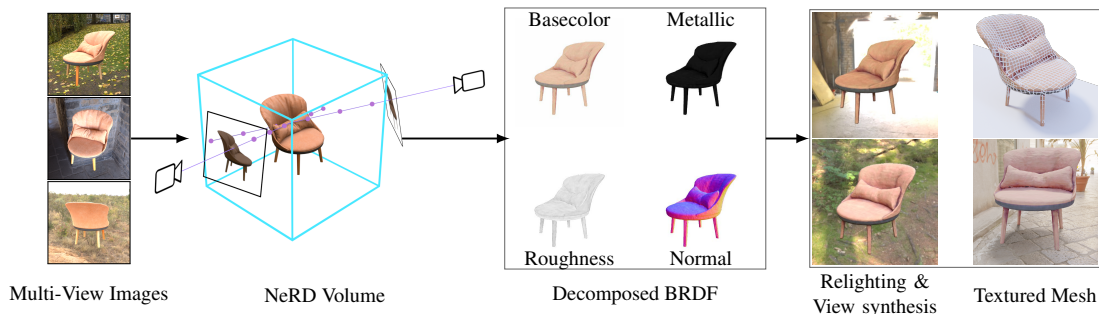 Basecolor
Metallic
Roughness
Normal
Multi-View Images
NeRD Volume
Decomposed BRDF
Relighting &
View synthesis
Textured Mesh